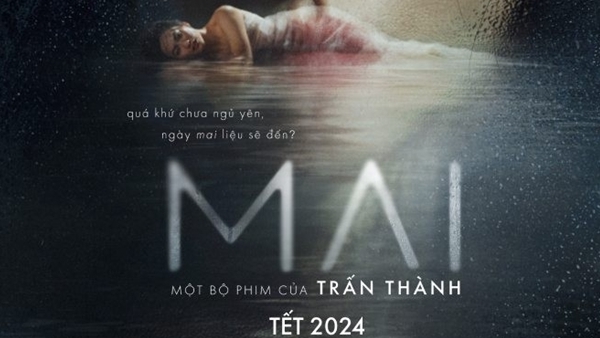 quá khứ chưa ngủ yên,
ngày mai liệu sẽ đến?
MAI
MỘT BỘ PHIM CỦA TRẤN THÀNH
TẾT 2024